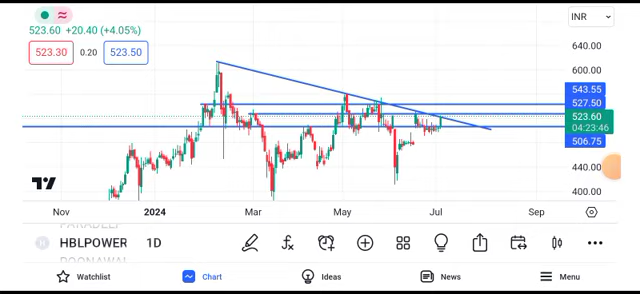 INR
523.60 +20.40 (+4.05%)
523.30 0.20 523.50
640.00
600.00
543.55
527.50
523.60
04:23:46
506.75
440.00
400.00
Nov 2024 Mar May Jul Sep
HBLPOWER 1D
Watchlist Chart Ideas News Menu